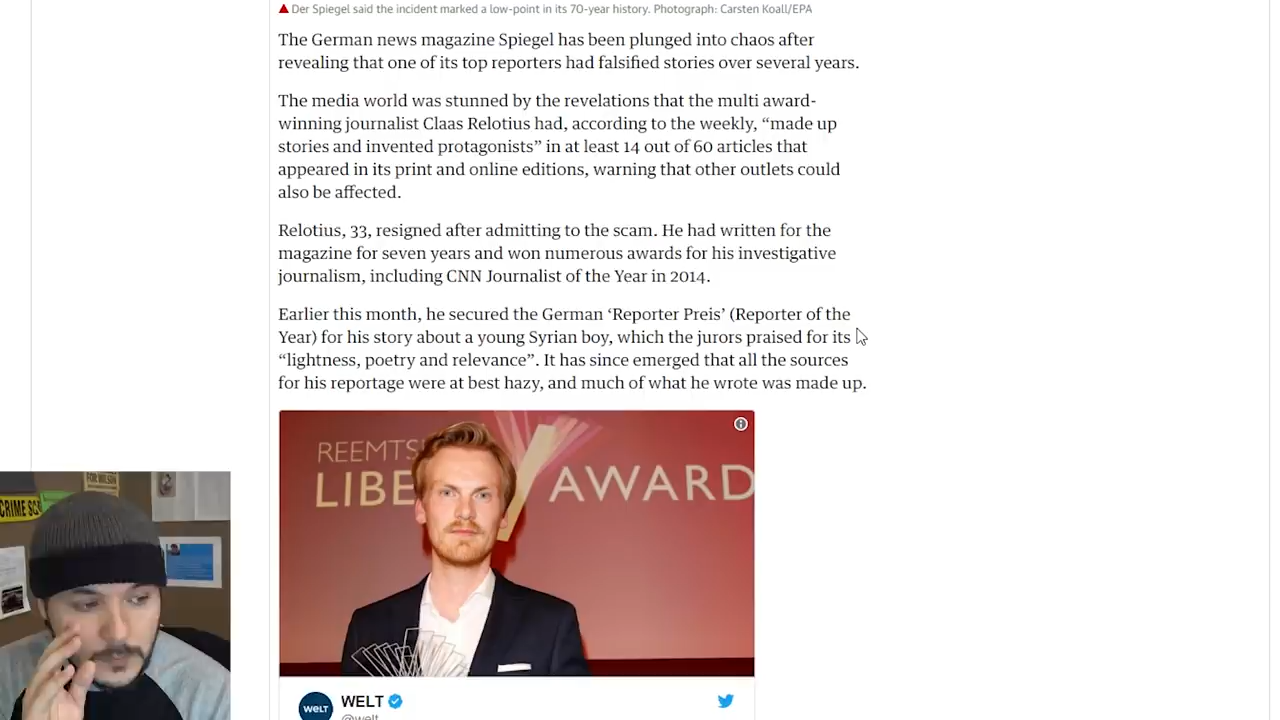 Der Spiegel said the incident marked a low-point in its 70-year history. Photograph: Carsten Koall/EPA
The German news magazine Spiegel has been plunged into chaos after
revealing that one of its top reporters had falsified stories over several years.
The media world was stunned by the revelations that the multi award-
winning journalist Claas Relotius had, according to the weekly, “made up
stories and invented protagonists” in at least 14 out of 60 articles that
appeared in its print and online editions, warning that other outlets could
also be affected.
Relotius, 33, resigned after admitting to the scam. He had written for the
magazine for seven years and won numerous awards for his investigative
journalism, including CNN Journalist of the Year in 2014.
Earlier this month, he secured the German ‘Reporter Preis’ (Reporter of the
Year) for his story about a young Syrian boy, which the jurors praised for its
“lightness, poetry and relevance”. It has since emerged that all the sources
for his reportage were at best hazy, and much of what he wrote was made up.
REEMTS
LIBE AWARD
FOR WILSON
CRIME SC
WELT
WELT
@welt